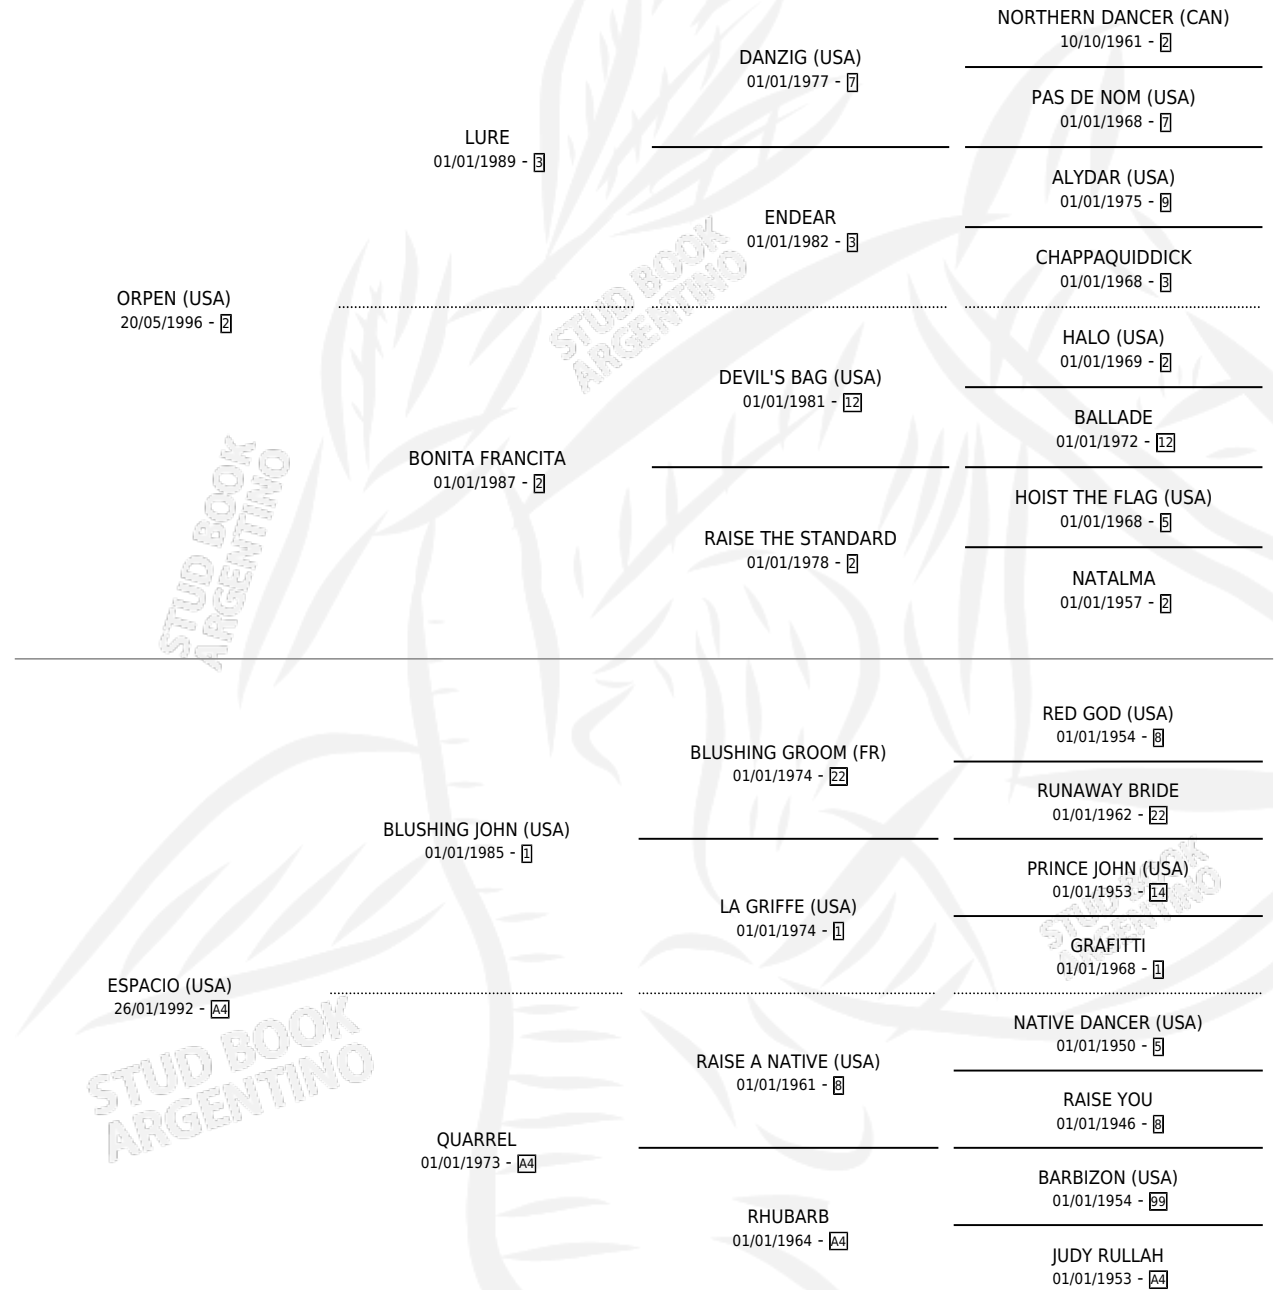 NORTHERN DANCER (CAN)
10/10/1961 - 2
DANZIG (USA)
01/01/1977 - 7
PAS DE NOM (USA)
01/01/1968 - 7
LURE
01/01/1989 - 3
ALYDAR (USA)
01/01/1975 - 9
ENDEAR
01/01/1982 - 3
CHAPPAQUIDDICK
01/01/1968 - 3
ORPEN (USA)
20/05/1996 - 2
STUD BOOK
ARGENTINO
HALO (USA)
01/01/1969 - 2
DEVIL'S BAG (USA)
01/01/1981 - 12
BALLADE
01/01/1972 - 12
BONITA FRANCITA
01/01/1987 - 2
STUD BOOK
ARGENTINO
HOIST THE FLAG (USA)
01/01/1968 - 5
RAISE THE STANDARD
01/01/1978 - 2
NATALMA
01/01/1957 - 2
RED GOD (USA)
01/01/1954 - 8
BLUSHING GROOM (FR)
01/01/1974 - 22
RUNAWAY BRIDE
01/01/1962 - 22
BLUSHING JOHN (USA)
01/01/1985 - 1
PRINCE JOHN (USA)
01/01/1953 - 14
STUD BOOK
ARGENTINO
LA GRIFFE (USA)
01/01/1974 - 1
GRAFITTI
01/01/1968 - 1
ESPACIO (USA)
26/01/1992 - A4
STUD BOOK
ARGENTINO
NATIVE DANCER (USA)
01/01/1950 - 5
RAISE A NATIVE (USA)
01/01/1961 - 8
RAISE YOU
01/01/1946 - 8
QUARREL
01/01/1973 - A4
BARBIZON (USA)
01/01/1954 - 99
RHUBARB
01/01/1964 - A4
JUDY RULLAH
01/01/1953 - A4